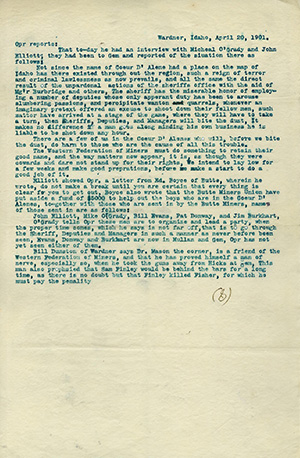 Wardner, Idaho, April 20, 1901.
Opr reports:
That to-day he had an interview with Micheal O'Grady and John
Elliott; they had been to Gem and reported of the situation there as
follows:
Not since the name of Coeur D' Alene had a place on the map of
Idaho has there existed through out the region, such a reign of terror
and criminal lawlessness as now prevails, and all the onus the direct
result of the unpardonal actions of the sheriffs office with the aid of
Mgr Burbridge and others. The sheriff has the miserable honor of employ-
ing a number of deputies whose only ostensible duty has been to arouse
slumbering passions, and percipitate wanton quarrels, whenever an
imaginary pretext offered an excuse to shoot down their fellow men, such
matter have arrived at a stage of the game, where they will have to take
a tumble, these Sheriffs, Deputies, and Managers will bite the dust, it
makes no difference if a man goes along minding his own business he is
liable to be shot down any hour.
There are enough of us in the Coeur D' Alenes who will, before we bite
the dust, do harm to those who are the cause of all this trouble.
The Western Federation of Miners must do something to retain their
good name, and the way matters now appear, it is, as though they were
cowards and dare not stand up for their rights. We intend to lay low for
a few weeks and make good preprations, before we make a start to do a
good job of it.
Elliott showed Opr, a letter from Ed. Boyce of Butte, wherein he
wrote, do not make a break until you are certain that every thing is
clear for you to get out, Boyce also wrote that the Butte Miners have
put aside a fund of $5000 to help out the boys who are in the Coeur D'
Alenes, together with those who are sent in by the Butte Miners, names
of those sent in are as follows:
John Elliott, Mike O'Grady, Bill Evans, Pat Dunway, and Jim Burkhart,
O'Grady tells Opr these men are to organize and lead a party, when
the proper time comes, which he says is not far off, that is to go through
the Sheriff, Deputies and Managers in such a manner as never before been
seen, Evans, Dunway and Burkhart are now in Mullan and Gem, Opr has not
yet seen either of them.
Bill Dunston of Wardner says Dr. Mason the corner, is a friend of the
Western Federation of Miners, and that he has proved himself a man of
nerve, especially so, when he took the guns away from Hicks at Gem, This
man also prophesied that Sam Finley would be behind the bars for a long
time, as there is no doubt but that Finley killed Fisher, for which he
must pay the penality
(6)